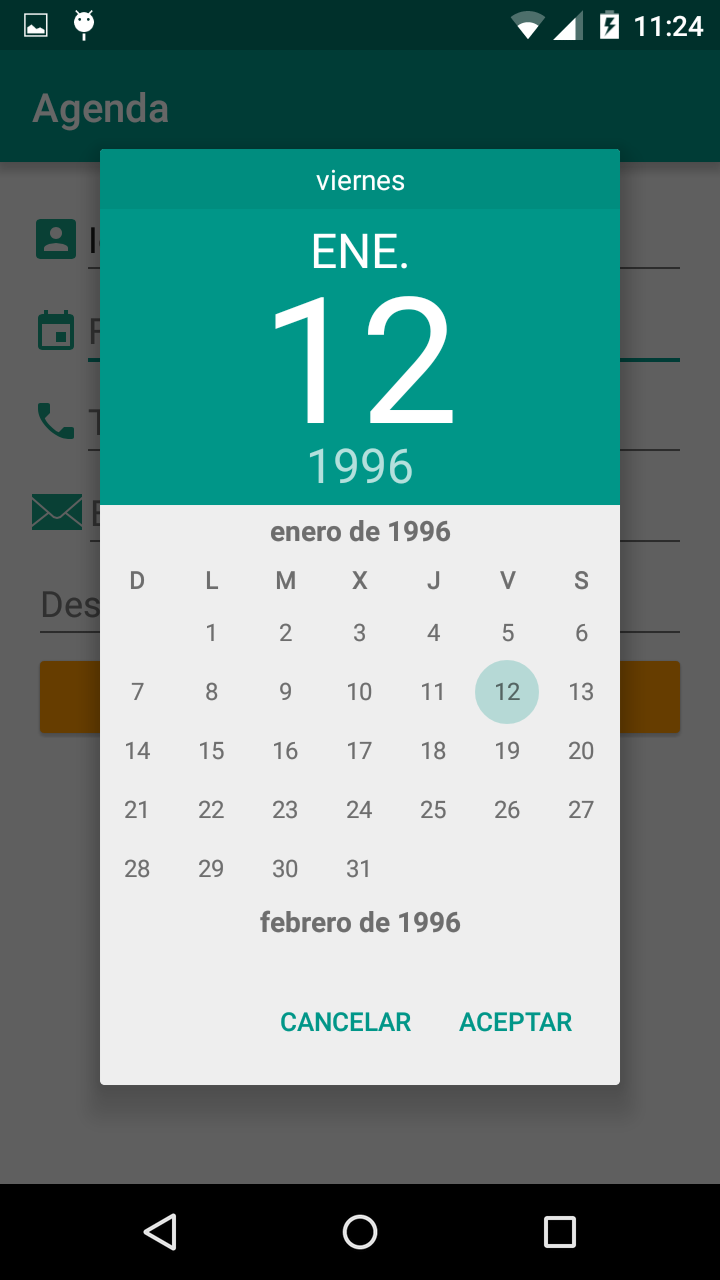 11:24
Agenda
viernes
ENE.
12
1996
enero de 1996
D L M X J V S
1 2 3 4 5 6
7 8 9 10 11 12 13
14 15 16 17 18 19 20
21 22 23 24 25 26 27
28 29 30 31
febrero de 1996
Des
CANCELAR ACEPTAR